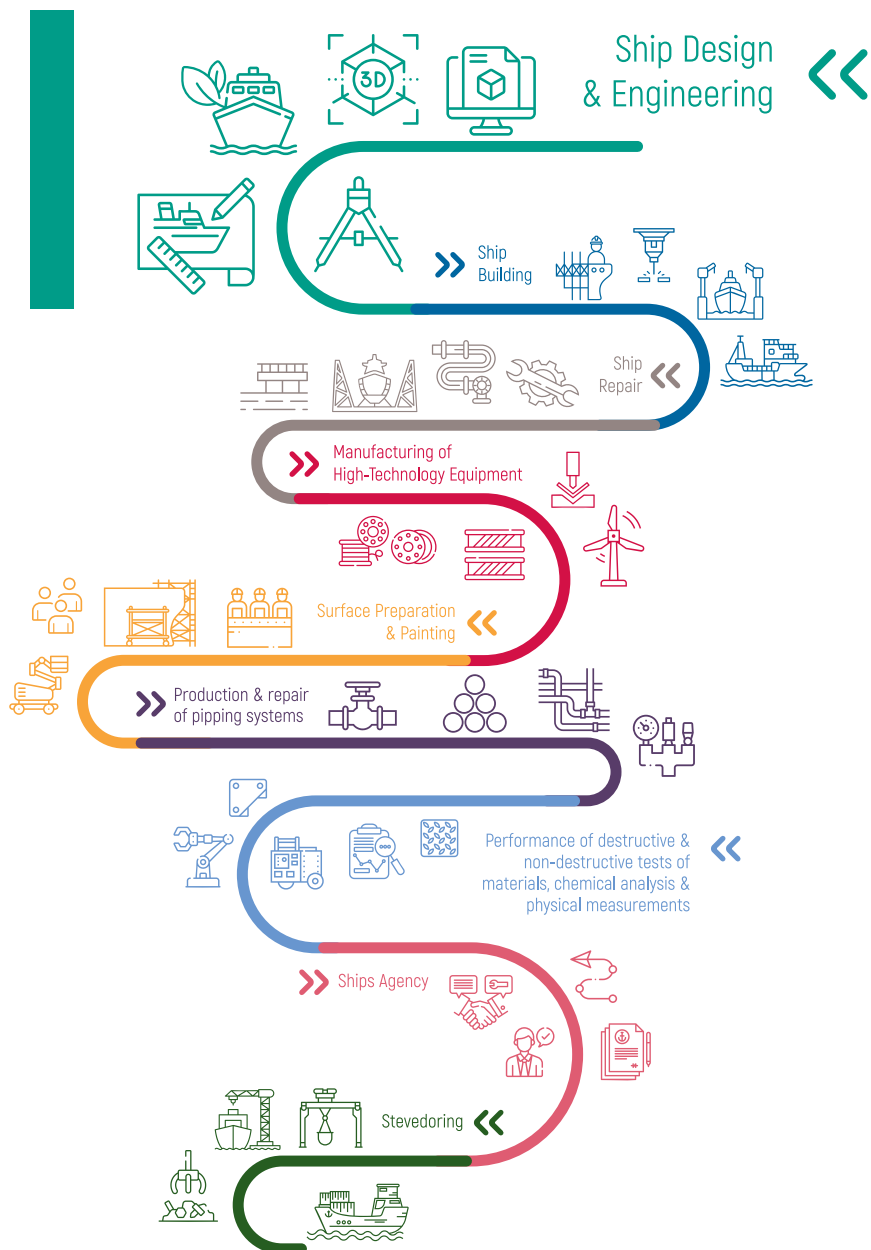 Ship Design
& Engineering
3D
Ship
Building
Ship
Repair
Manufacturing of
High-Technology Equipment
Surface Preparation
& Painting
Production & repair
of pipping systems
Performance of destructive &
non-destructive tests of
materials, chemical analysis &
physical measurements
Ships Agency
Stevedoring